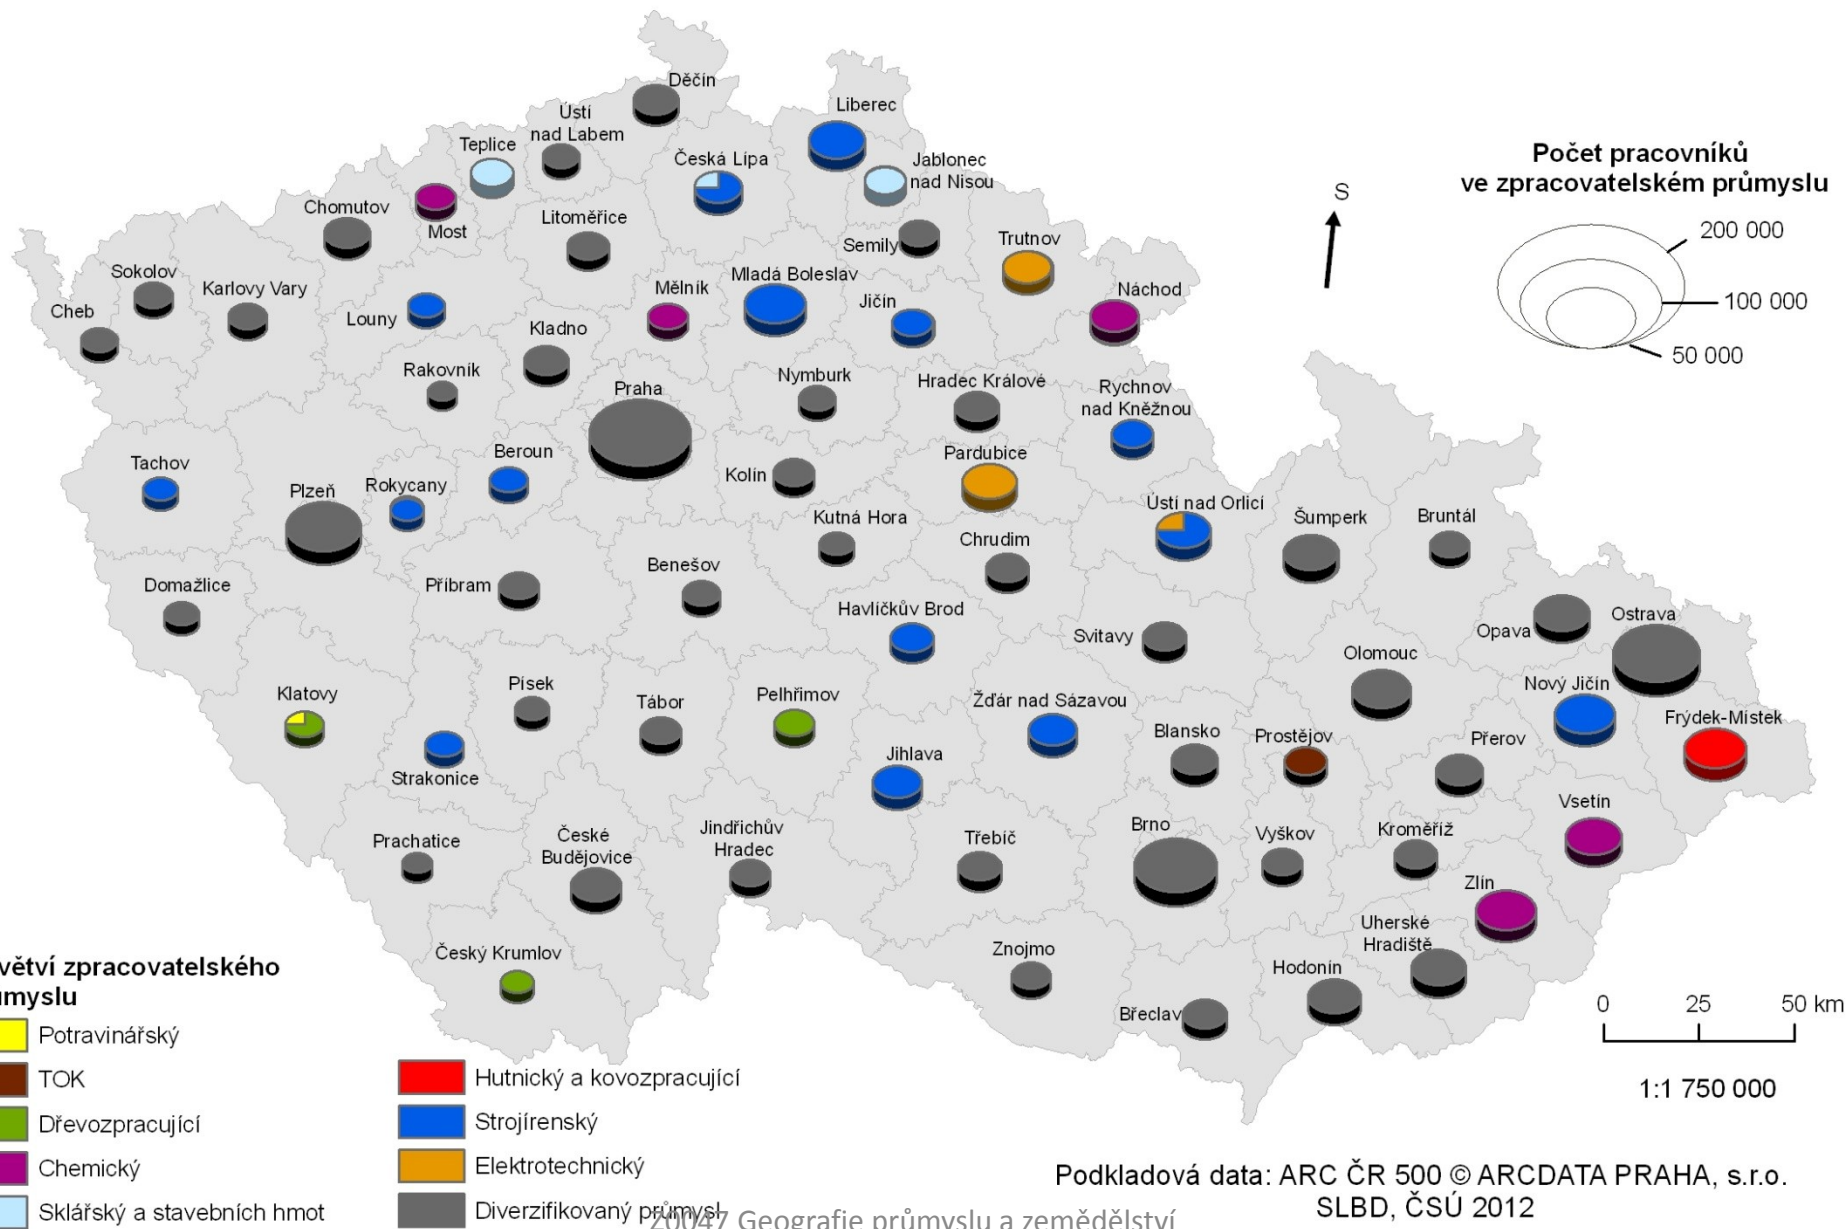 Děčín
Liberec
Ústí
nad Labem
Teplice
Česká Lípa
Jablonec
nad Nisou
Chomutov
Most
Litoměřice
Semily
Trutnov
Sokolov
Karlovy Vary
Mělník
Mladá Boleslav
Jičín
Náchod
Cheb
Louny
Kladno
Rakovník
Praha
Nymburk
Hradec Králové
Rychnov
nad Kněžnou
Tachov
Plzeň
Rokycany
Beroun
Kolín
Pardubice
Ústí nad Orlicí
Šumperk
Bruntál
Kutná Hora
Chrudim
Domažlice
Příbram
Benešov
Havlíčkův Brod
Svitavy
Opava
Ostrava
Olomouc
Nový Jičín
Frýdek-Místek
Klatovy
Písek
Tábor
Pelhřimov
Žďár nad Sázavou
Blansko
Prostějov
Přerov
Strakonice
Jihlava
Vsetín
Prachatice
České
Budějovice
Jindřichův
Hradec
Třebíč
Brno
Vyškov
Kroměříž
Zlín
Uherské
Hradiště
Český Krumlov
Znojmo
Hodonín
Břeclav
S
Počet pracovníků
ve zpracovatelském průmyslu
200 000
100 000
50 000
0 25 50 km
1:1 750 000
větví zpracovatelského
myslu
Potravinářský
TOK
Dřevozpracující
Chemický
Sklářský a stavebních hmot
Hutnický a kovozpracující
Strojírenský
Elektrotechnický
Diverzifikovaný průmysl
Podkladová data: ARC ČR 500 © ARCDATA PRAHA, s.r.o.
SLBD, ČSÚ 2012
Z0047 Geografie průmyslu a zemědělství